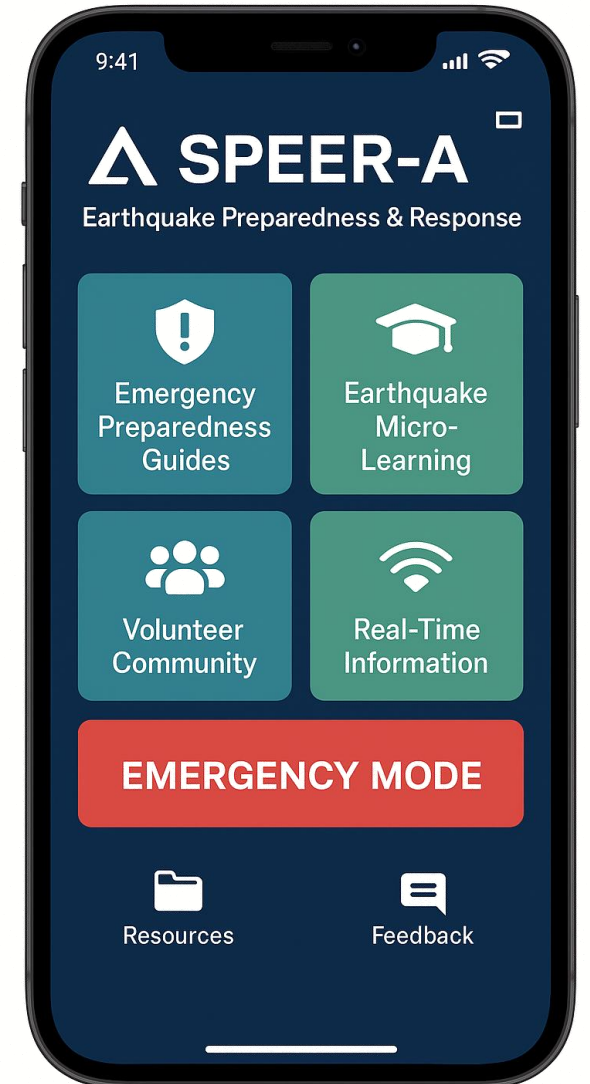 9:41
SPEER-A
Earthquake Preparedness & Response
Emergency
Preparedness
Guides
Earthquake
Micro-
Learning
Volunteer
Community
Real-Time
Information
EMERGENCY MODE
Resources
Feedback